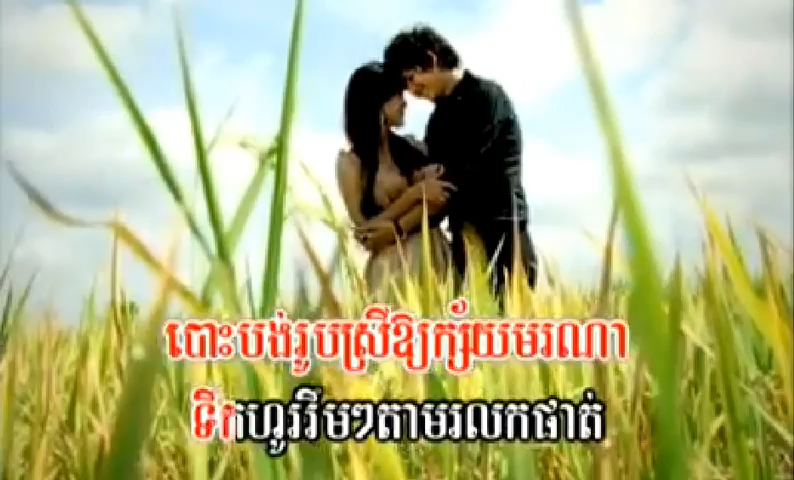 បោះបង់រូបស្រីឱ្យក្ស័យមរណា
ទឹកហូររឹមៗតាមរលកផាត់